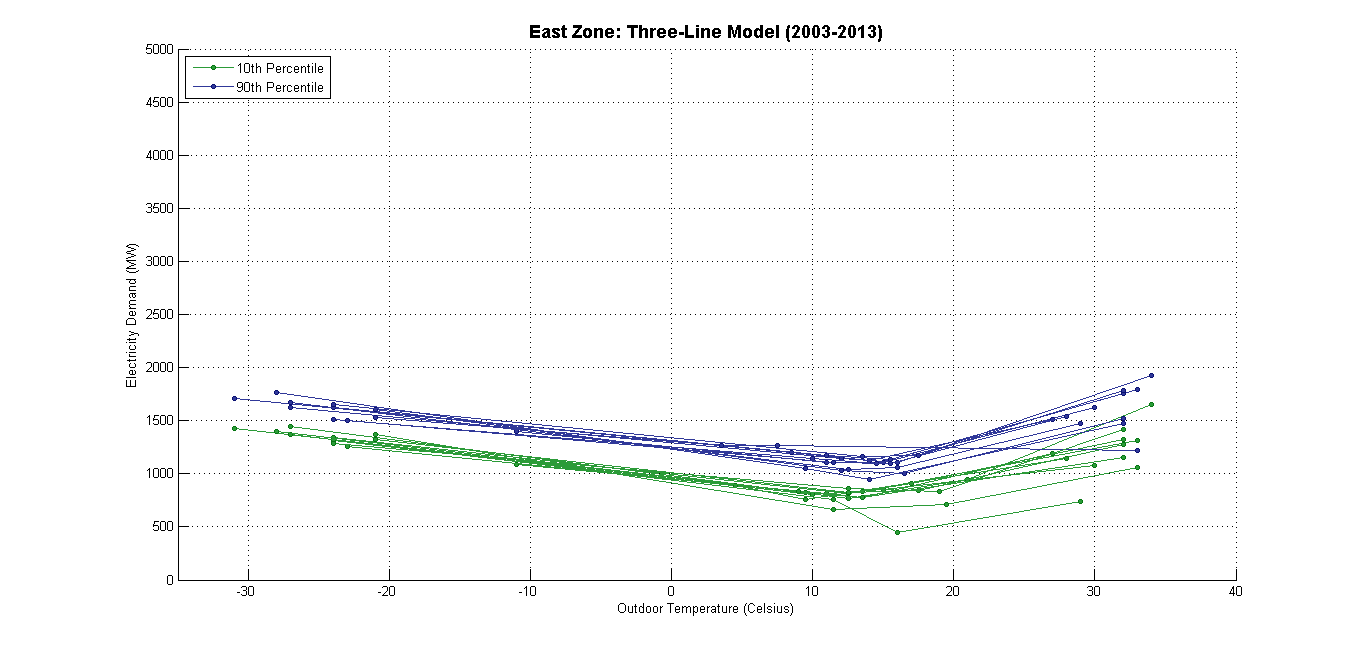 East Zone: Three-Line Model (2003-2013)
10th Percentile
90th Percentile
Electricity Demand (MW)
5000
4500
4000
3500
3000
2500
2000
1500
1000
500
0
-30 -20 -10 0 10 20 30 40
Outdoor Temperature (Celsius)